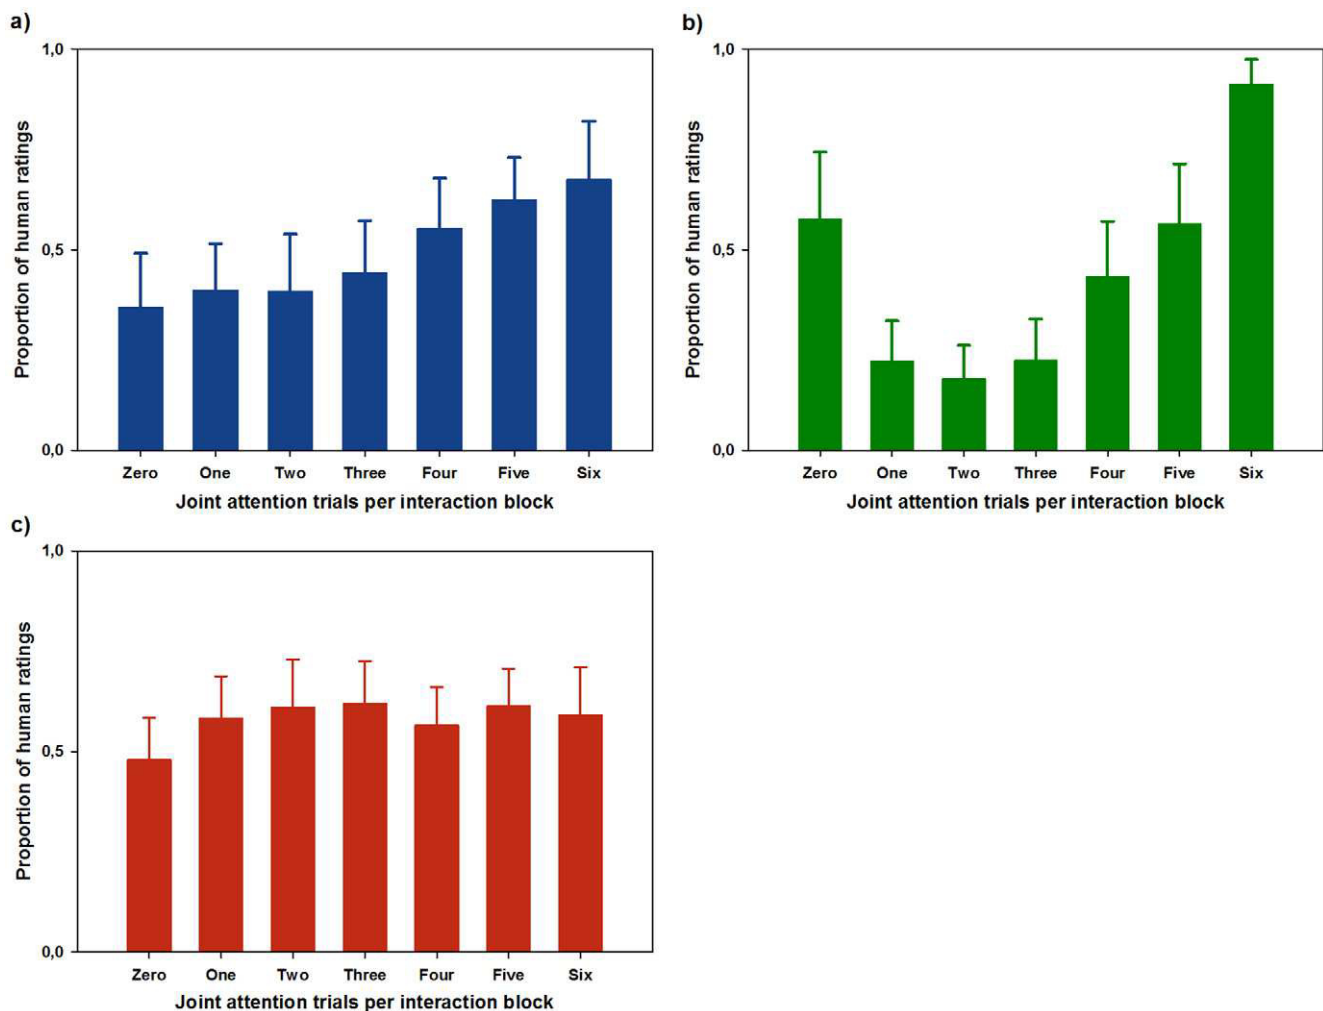 a)
1,0
0,5
0,0
Proportion of human ratings
Zero One Two Three Four Five Six
Joint attention trials per interaction block
b)
1,0
0,5
0,0
Proportion of human ratings
Zero One Two Three Four Five Six
Joint attention trials per interaction block
c)
1,0
0,5
0,0
Proportion of human ratings
Zero One Two Three Four Five Six
Joint attention trials per interaction block